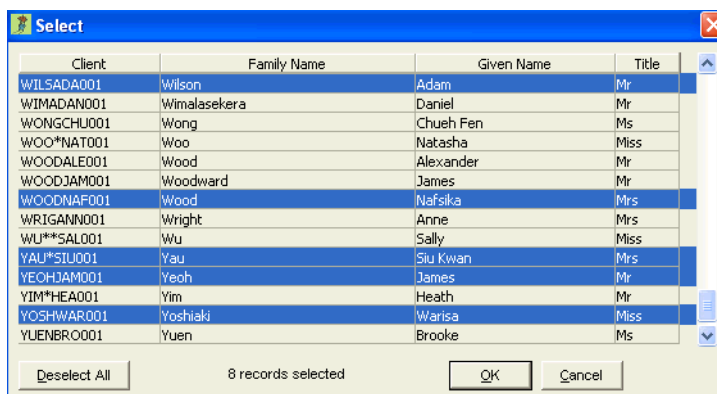 Select
Client Family Name Given Name Title
WILSADA001 Wilson Adam Mr
WIMADAN001 Wimalasekera Daniel Mr
WONGCHU001 Wong Chueh Fen Ms
WOO*NAT001 Woo Natasha Miss
WOODALE001 Wood Alexander Mr
WOODJAM001 Woodward James Mr
WOODNAF001 Wood Nafsika Mrs
WRIGANN001 Wright Anne Mrs
WU**SAL001 Wu Sally Miss
YAU*SIU001 Yau Siu Kwan Mrs
YEOHJAM001 Yeoh James Mr
YIM*HEA001 Yim Heath Mr
YOSHWAR001 Yoshiaki Warisa Miss
YUENBRO001 Yuen Brooke Ms
Deselect All 8 records selected OK Cancel